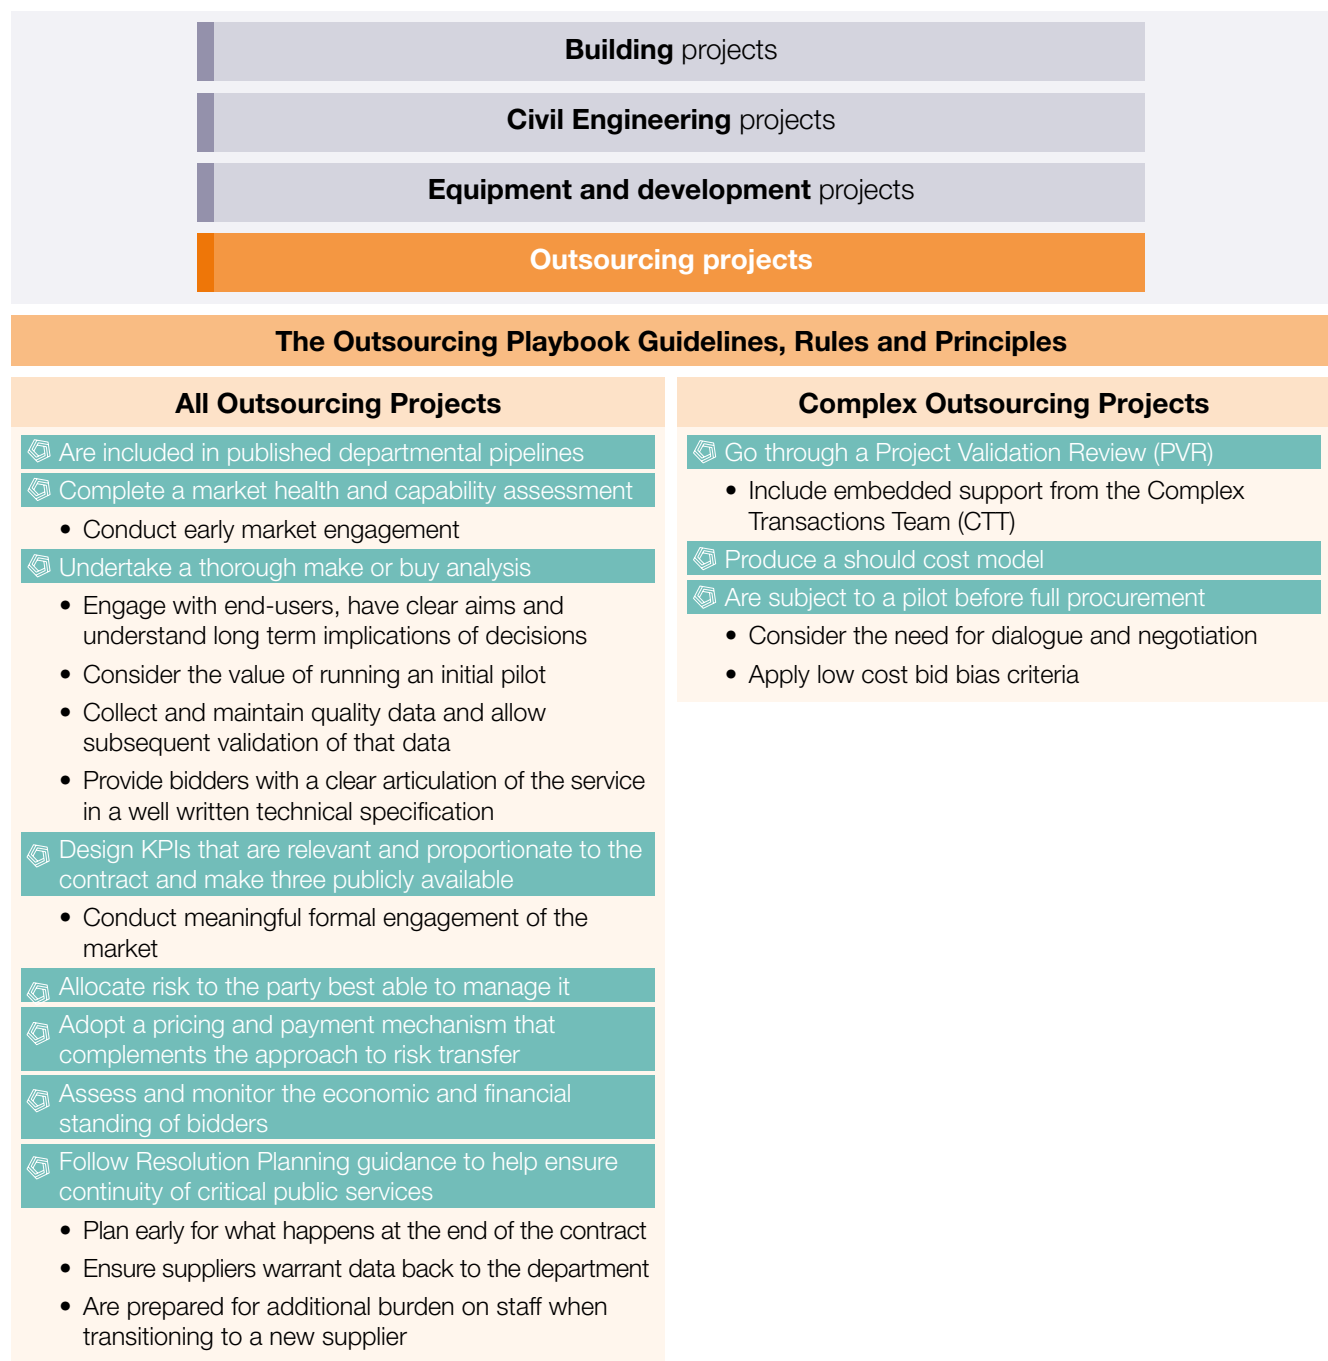 Building projects
Civil Engineering projects
Equipment and development projects
Outsourcing projects
The Outsourcing Playbook Guidelines, Rules and Principles
All Outsourcing Projects
Are included in published departmental pipelines
Complete a market health and capability assessment
• Conduct early market engagement
Undertake a thorough make or buy analysis
• Engage with end-users, have clear aims and
understand long term implications of decisions
• Consider the value of running an initial pilot
• Collect and maintain quality data and allow
subsequent validation of that data
• Provide bidders with a clear articulation of the service
in a well written technical specification
Design KPIs that are relevant and proportionate to the
contract and make three publicly available
• Conduct meaningful formal engagement of the
market
Allocate risk to the party best able to manage it
Adopt a pricing and payment mechanism that
complements the approach to risk transfer
Assess and monitor the economic and financial
standing of bidders
Follow Resolution Planning guidance to help ensure
continuity of critical public services
• Plan early for what happens at the end of the contract
• Ensure suppliers warrant data back to the department
• Are prepared for additional burden on staff when
transitioning to a new supplier
Complex Outsourcing Projects
Go through a Project Validation Review (PVR)
• Include embedded support from the Complex
Transactions Team (CTT)
Produce a should cost model
Are subject to a pilot before full procurement
• Consider the need for dialogue and negotiation
• Apply low cost bid bias criteria